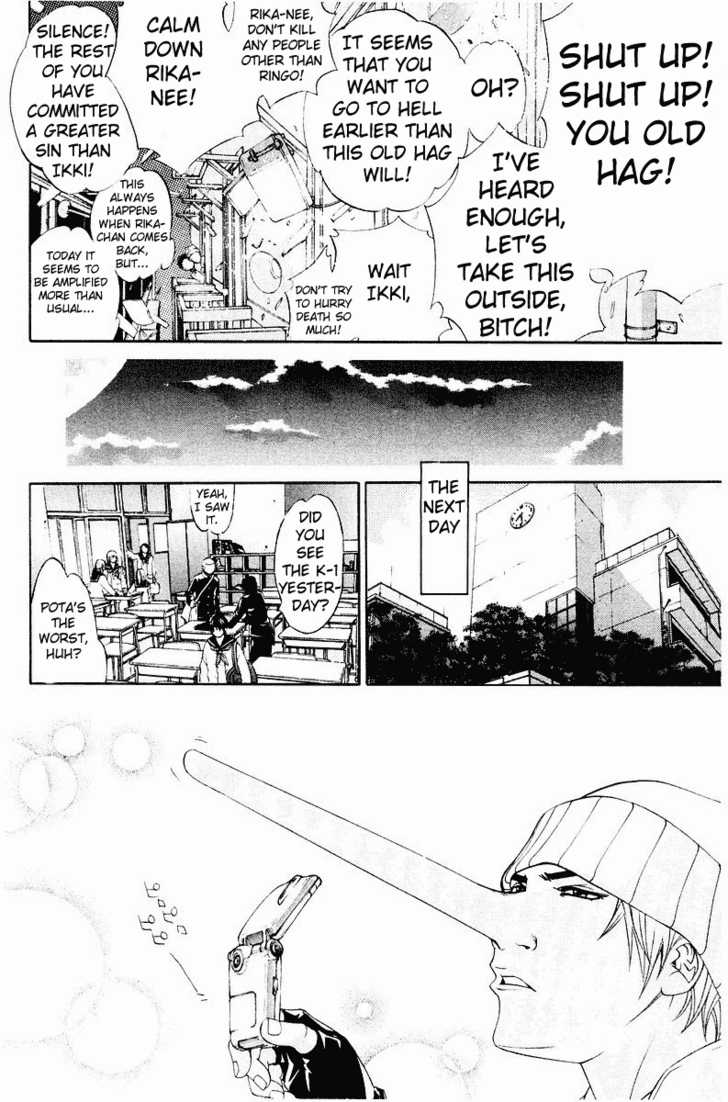 SHUT UP!
SHUT UP!
YOU OLD
HAG!
OH?
I'VE
HEARD
ENOUGH,
LET'S
TAKE THIS
OUTSIDE,
BITCH!
IT SEEMS
THAT YOU
WANT TO
GO TO HELL
EARLIER THAN
THIS OLD HAG
WILL!
WAIT
IKKI,
DON'T TRY
TO HURRY
DEATH SO
MUCH!
RIKA-NEE,
DON'T KILL
ANY PEOPLE
OTHER THAN
RINGO!
CALM
DOWN
RIKA-
NEE!
SILENCE!
THE REST
OF YOU
HAVE
COMMITTED
A GREATER
SIN THAN
IKKI!
THIS
ALWAYS
HAPPENS
WHEN RIKA-
CHAN COMES
BACK,
BUT...
TODAY IT
SEEMS TO
BE AMPLIFIED
MORE THAN
USUAL...
THE
NEXT
DAY
DID
YOU
SEE
THE K-1
YESTER-
DAY?
YEAH,
I SAW
IT.
POTA'S
THE
WORST,
HUH?